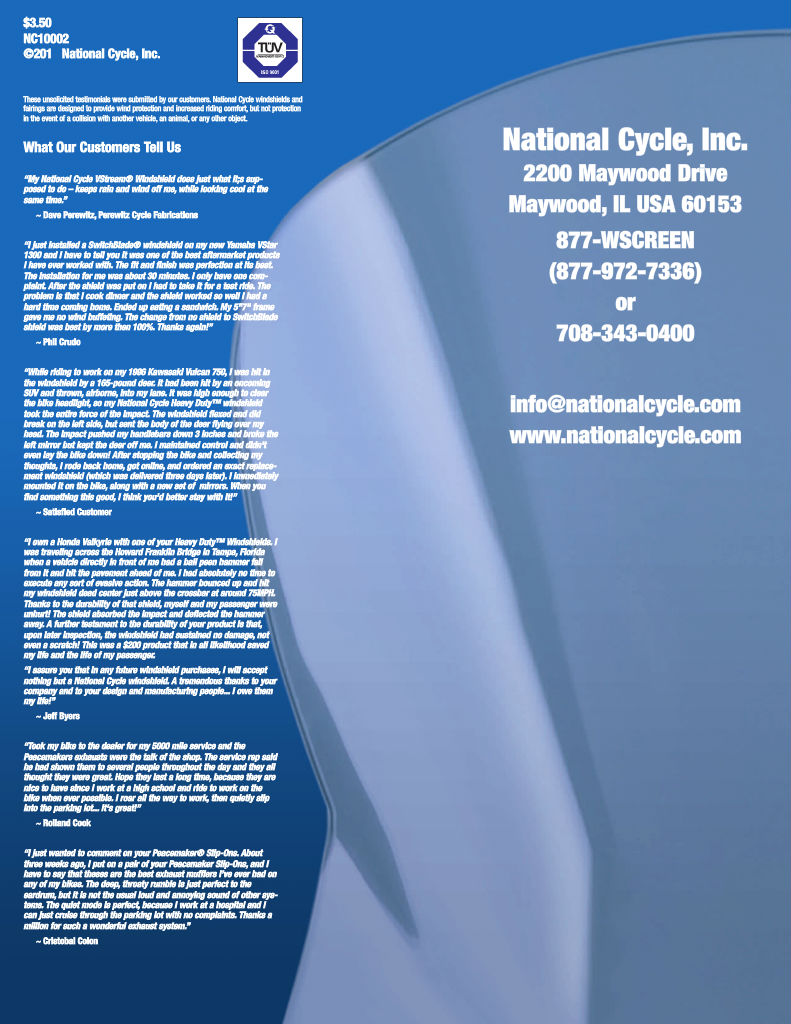 $3.50
NC10002
©201 National Cycle, Inc.
TÜV
ISO 9001
These unsolicited testimonials were submitted by our customers. National Cycle windshields and
fairings are designed to provide wind protection and increased riding comfort, but not protection
in the event of a collision with another vehicle, an animal, or any other object.
What Our Customers Tell Us
“My National Cycle VStream® Windshield does just what it;s sup-
posed to do – keeps rain and wind off me, while looking cool at the
same time.”
~ Dave Perewitz, Perewitz Cycle Fabrications
“I just installed a SwitchBlade® windshield on my new Yamaha VStar
1300 and I have to tell you it was one of the best aftermarket products
I have ever worked with. The fit and finish was perfection at its best.
The installation for me was about 30 minutes. I only have one com-
plaint. After the shield was put on I had to take it for a test ride. The
problem is that I cook dinner and the shield worked so well I had a
hard time coming home. Ended up eating a sandwich. My 5”7” frame
gave me no wind buffeting. The change from no shield to SwitchBlade
shield was best by more then 100%. Thanks again!”
~ Phil Crudo
“While riding to work on my 1986 Kawasaki Vulcan 750, I was hit in
the windshield by a 165-pound deer. It had been hit by an oncoming
SUV and thrown, airborne, into my lane. It was high enough to clear
the bike headlight, so my National Cycle Heavy Duty™ windshield
took the entire force of the impact. The windshield flexed and did
break on the left side, but sent the body of the deer flying over my
head. The impact pushed my handlebars down 3 inches and broke the
left mirror but kept the deer off me. I maintained control and didn’t
even lay the bike down! After stopping the bike and collecting my
thoughts, I rode back home, got online, and ordered an exact replace-
ment windshield (which was delivered three days later). I immediately
mounted it on the bike, along with a new set of mirrors. When you
find something this good, I think you’d better stay with it!”
~ Satisfied Customer
“I own a Honda Valkyrie with one of your Heavy Duty™ Windshields. I
was traveling across the Howard Franklin Bridge in Tampa, Florida
when a vehicle directly in front of me had a ball peen hammer fall
from it and hit the pavement ahead of me. I had absolutely no time to
execute any sort of evasive action. The hammer bounced up and hit
my windshield dead center just above the crossbar at around 75MPH.
Thanks to the durability of that shield, myself and my passenger were
unhurt! The shield absorbed the impact and deflected the hammer
away. A further testament to the durability of your product is that,
upon later inspection, the windshield had sustained no damage, not
even a scratch! This was a $200 product that in all likelihood saved
my life and the life of my passenger.
“I assure you that in any future windshield purchases, I will accept
nothing but a National Cycle windshield. A tremendous thanks to your
company and to your design and manufacturing people... I owe them
my life!”
~ Jeff Byers
“Took my bike to the dealer for my 5000 mile service and the
Peacemakers exhausts were the talk of the shop. The service rep said
he had shown them to several people throughout the day and they all
thought they were great. Hope they last a long time, because they are
nice to have since I work at a high school and ride to work on the
bike when ever possible. I roar all the way to work, then quietly slip
into the parking lot... It’s great!”
~ Rolland Cook
“I just wanted to comment on your Peacemaker® Slip-Ons. About
three weeks ago, I put on a pair of your Peacemaker Slip-Ons, and I
have to say that theses are the best exhaust mufflers I’ve ever had on
any of my bikes. The deep, throaty rumble is just perfect to the
eardrum, but it is not the usual loud and annoying sound of other sys-
tems. The quiet mode is perfect, because I work at a hospital and I
can just cruise through the parking lot with no complaints. Thanks a
million for such a wonderful exhaust system.”
~ Cristobal Colon
National Cycle, Inc.
2200 Maywood Drive
Maywood, IL USA 60153
877-WSCREEN
(877-972-7336)
or
708-343-0400
info@nationalcycle.com
www.nationalcycle.com